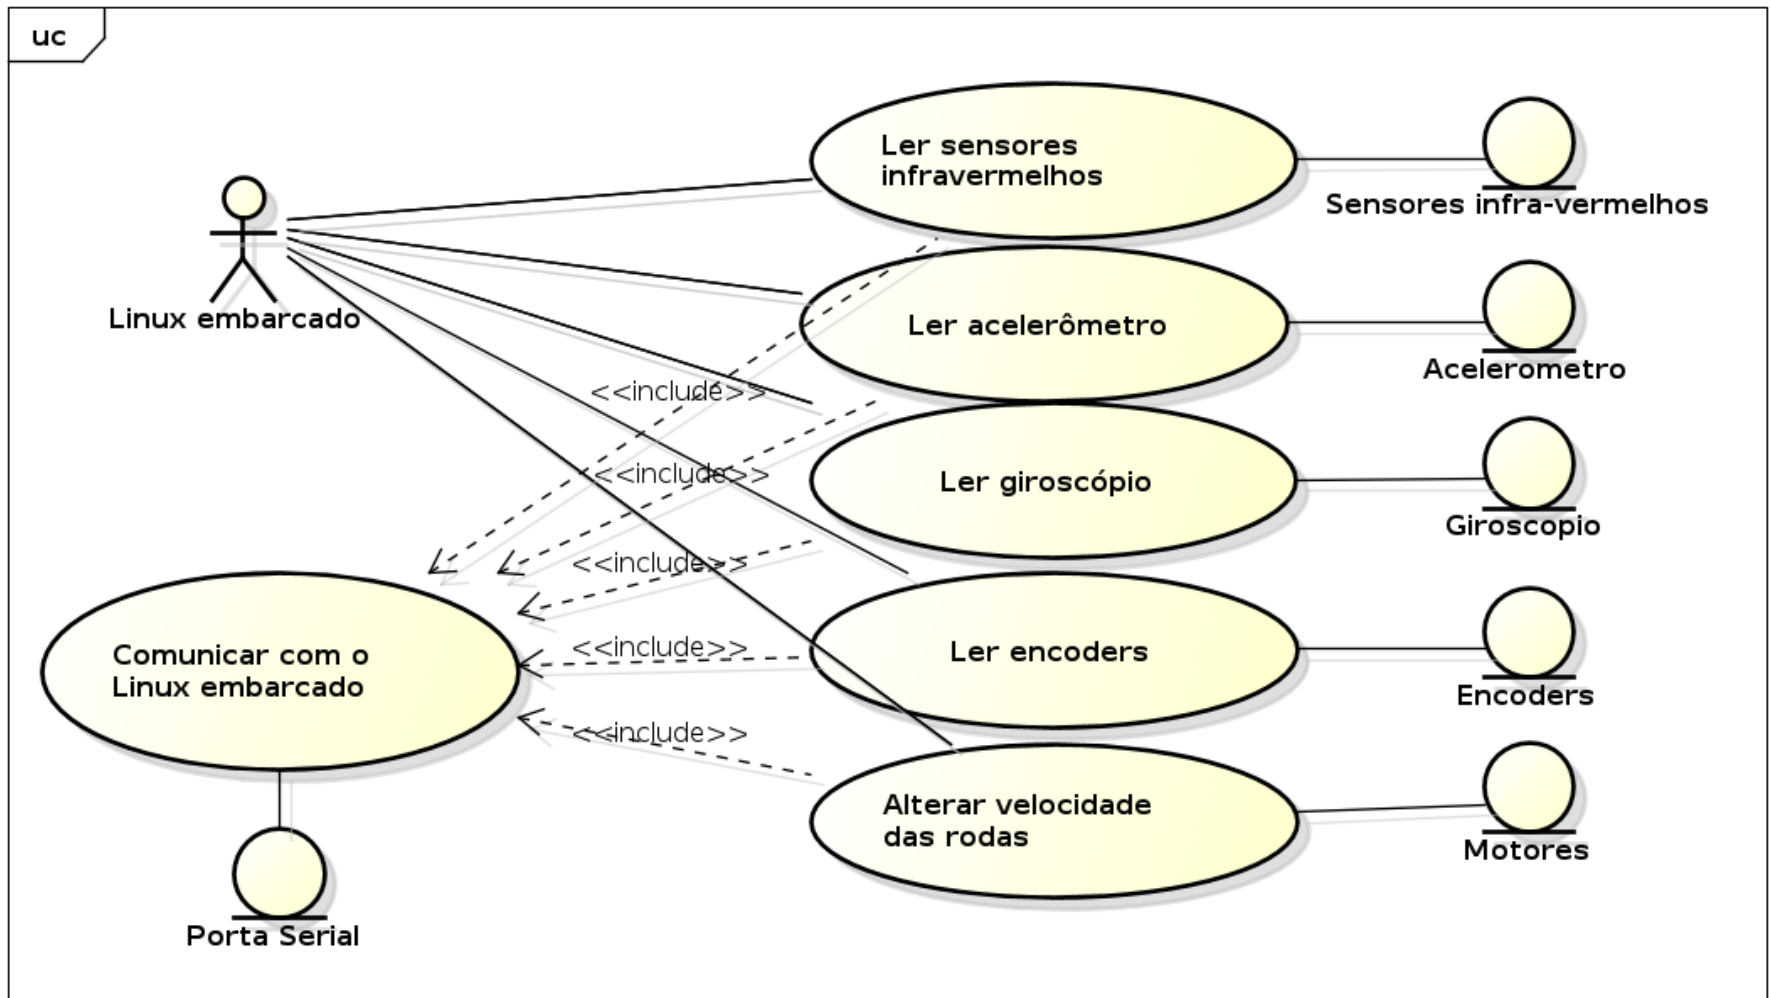 uc
Ler sensores
infravermelhos
Sensores infra-vermelhos
Linux embarcado
Ler acelerômetro
Acelerometro
<<include>>
<<include>>
Ler giroscópio
Giroscopio
<<include>>
<<include>>
Ler encoders
Encoders
Comunicar com o
Linux embarcado
<<include>>
Alterar velocidade
das rodas
Motores
Porta Serial